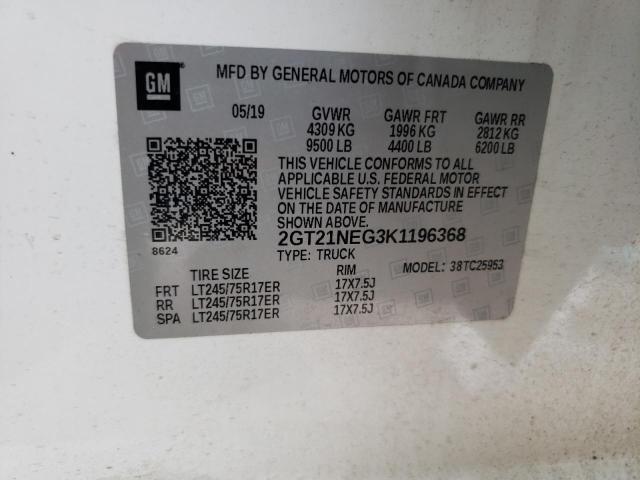 GM
MFD BY GENERAL MOTORS OF CANADA COMPANY
05/19 GVWR GAWR FRT GAWR RR
4309 KG 1996 KG 2812 KG
9500 LB 4400 LB 6200 LB
THIS VEHICLE CONFORMS TO ALL
APPLICABLE U.S. FEDERAL MOTOR
VEHICLE SAFETY STANDARDS IN EFFECT
ON THE DATE OF MANUFACTURE
SHOWN ABOVE.
8624 2GT21NEG3K1196368
TYPE: TRUCK MODEL: 38TC25953
TIRE SIZE RIM
FRT LT245/75R17ER 17X7.5J
RR LT245/75R17ER 17X7.5J
SPA LT245/75R17ER 17X7.5J